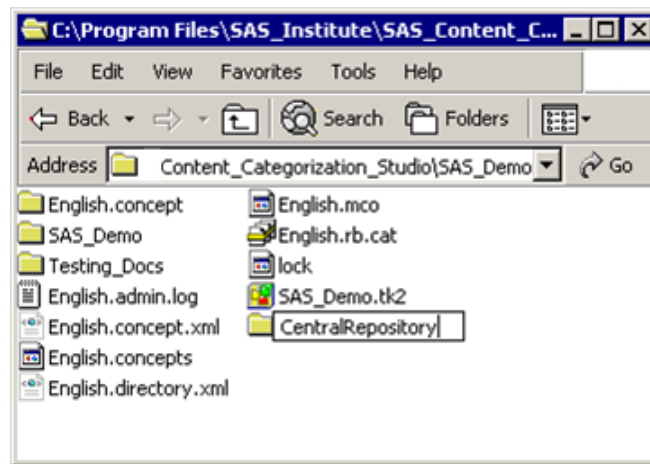 C:\Program Files\SAS_Institute\SAS_Content_C...
File Edit View Favorites Tools Help
Back Search Folders
Address Content_Categorization_Studio\SAS_Demo Go
English.concept English.mco
SAS_Demo English.rb.cat
Testing_Docs lock
English.admin.log SAS_Demo.tk2
English.concept.xml CentralRepository
English.concepts
English.directory.xml